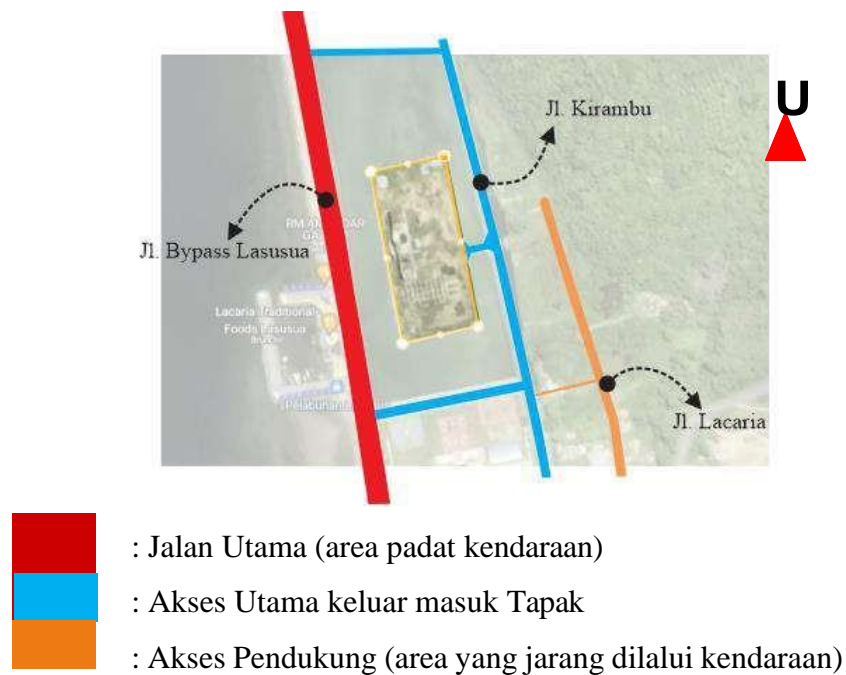 U
Jl. Kirambu
Jl. Bypass Lasusua
Lacaria Traditional
Foods Lasusua
Jl. Lacaria
: Jalan Utama (area padat kendaraan)
: Akses Utama keluar masuk Tapak
: Akses Pendukung (area yang jarang dilalui kendaraan)